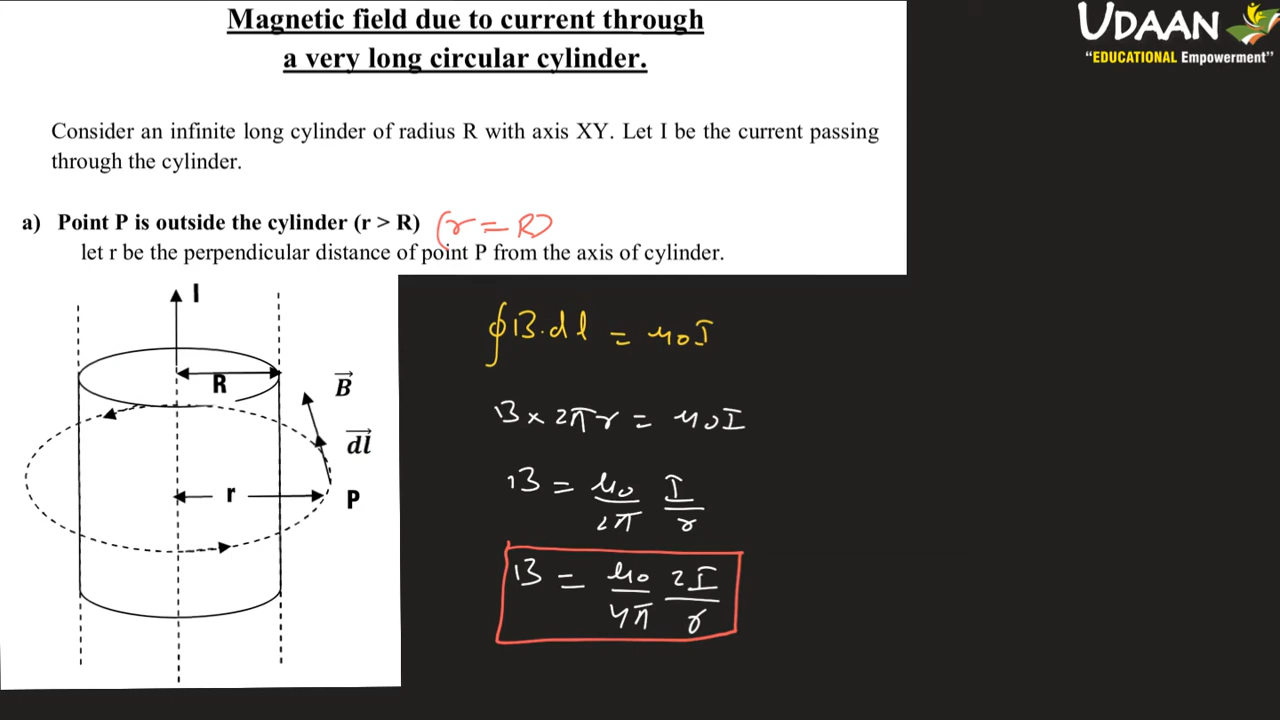 Magnetic field due to current through
a very long circular cylinder.
UDAAN
“EDUCATIONAL Empowerment”
Consider an infinite long cylinder of radius R with axis XY. Let I be the current passing
through the cylinder.
a) Point P is outside the cylinder (r > R) (r = R)
let r be the perpendicular distance of point P from the axis of cylinder.
I
R
B⃗
dl⃗
r
P
∮B.dl = μ0I
B × 2πr = μ0I
B = μ0/2π I/r
B = μ0/4π 2I/r